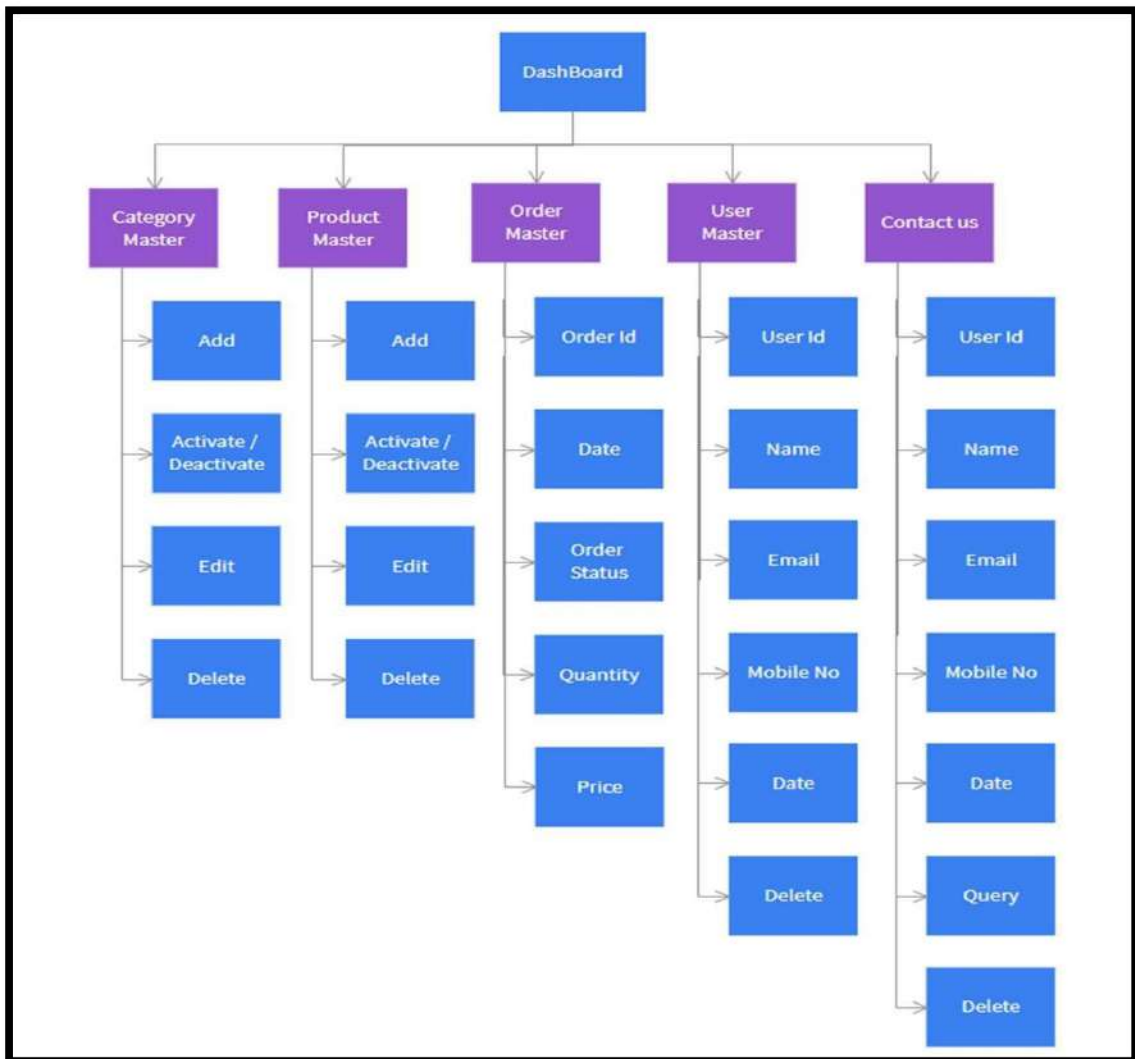 DashBoard
Category
Master
Product
Master
Order
Master
User
Master
Contact us
Add
Activate /
Deactivate
Edit
Delete
Add
Activate /
Deactivate
Edit
Delete
Order Id
Date
Order
Status
Quantity
Price
User Id
Name
Email
Mobile No
Date
Delete
User Id
Name
Email
Mobile No
Date
Query
Delete